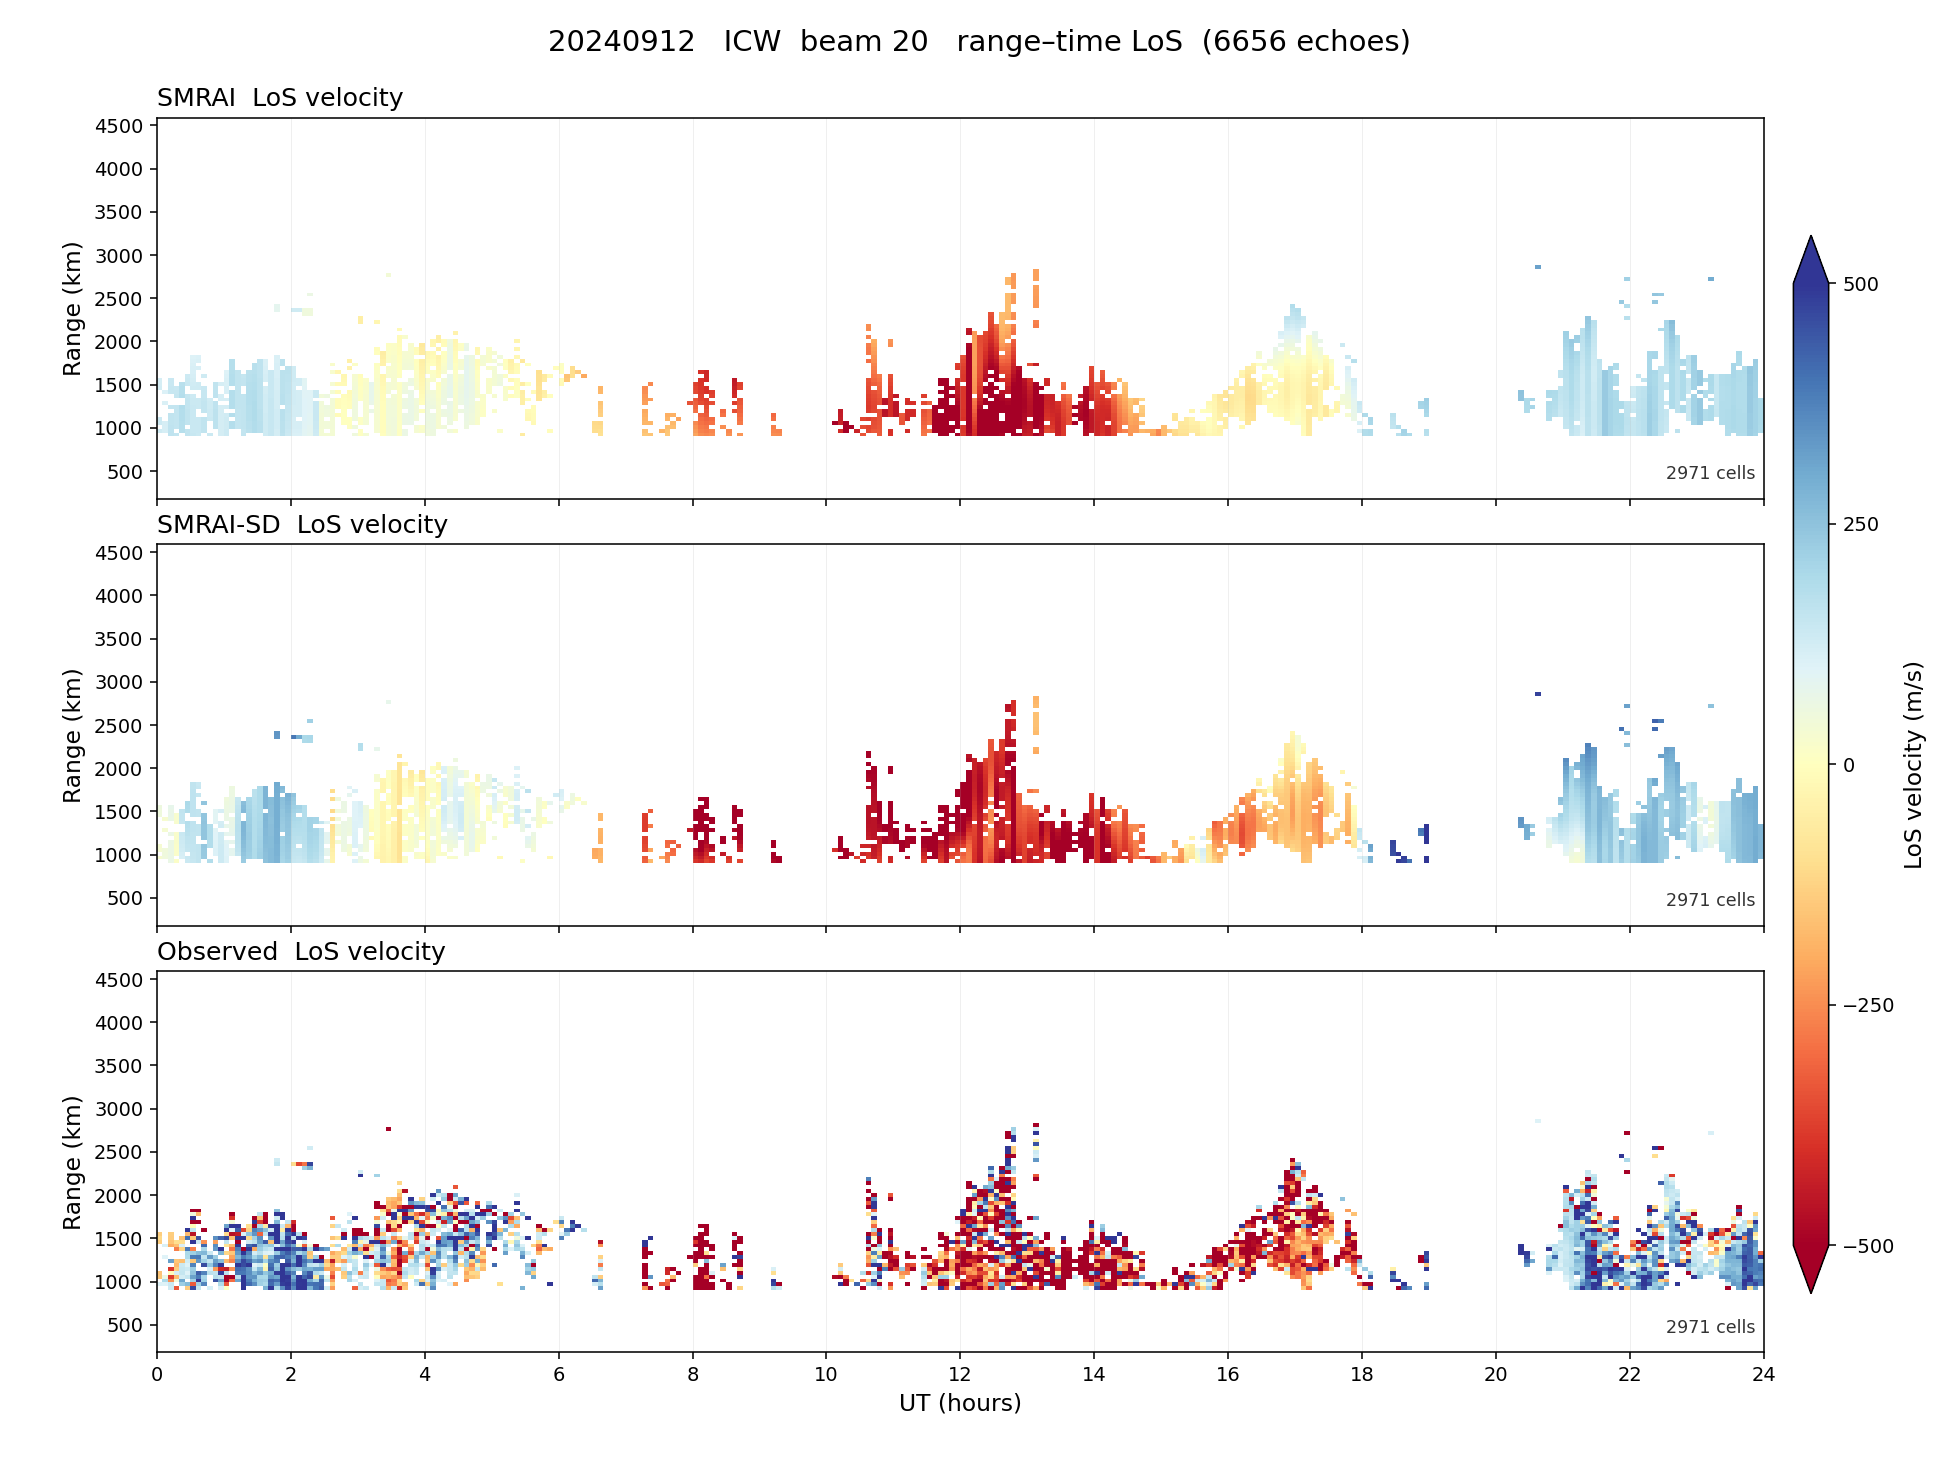 20240912   ICW  beam 20   range–time LoS  (6656 echoes)
SMRAI  LoS velocity
4500
4000
3500
3000
2500
2000
1500
1000
500
Range (km)
2971 cells
SMRAI-SD  LoS velocity
4500
4000
3500
3000
2500
2000
1500
1000
500
Range (km)
2971 cells
Observed  LoS velocity
4500
4000
3500
3000
2500
2000
1500
1000
500
Range (km)
2971 cells
0 2 4 6 8 10 12 14 16 18 20 22 24
UT (hours)
500
250
0
−250
−500
LoS velocity (m/s)